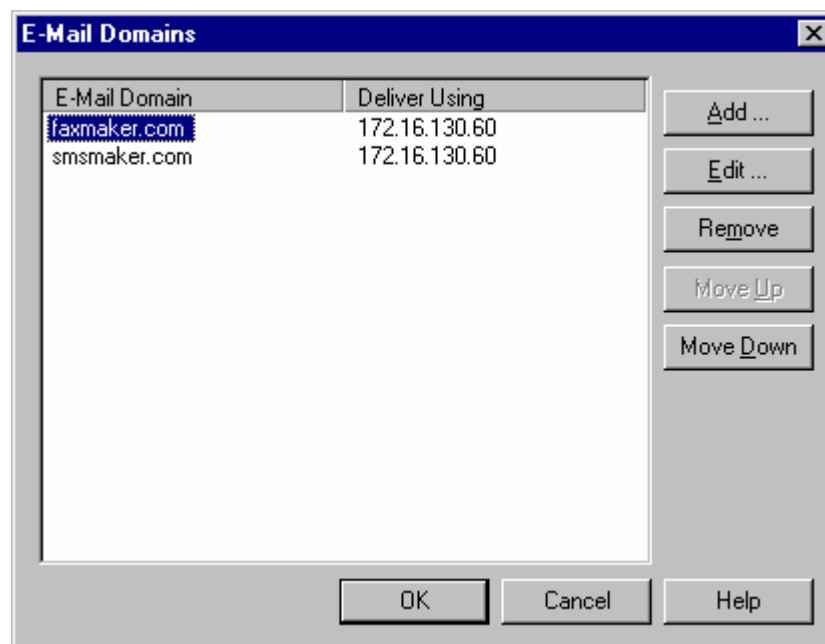 E-Mail Domains
E-Mail Domain Deliver Using
faxmaker.com 172.16.130.60
smsmaker.com 172.16.130.60
Add ...
Edit ...
Remove
Move Up
Move Down
OK Cancel Help